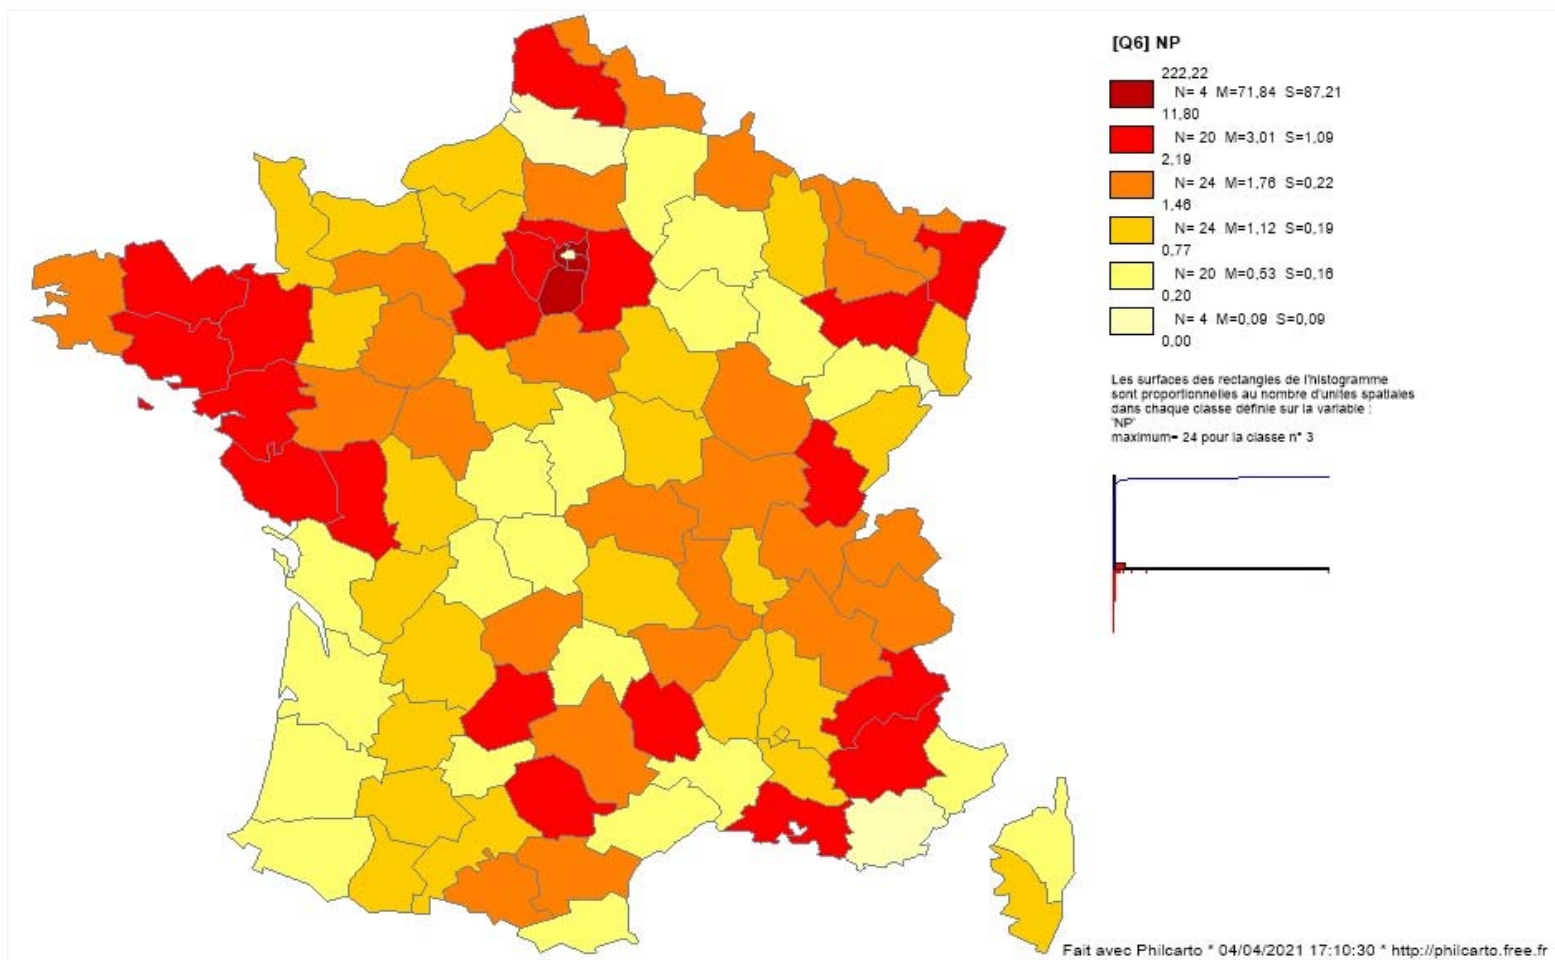 [Q6] NP
222,22
N= 4 M=71,84 S=87,21
11,80
N= 20 M=3,01 S=1,09
2,19
N= 24 M=1,76 S=0,22
1,46
N= 24 M=1,12 S=0,19
0,77
N= 20 M=0,53 S=0,16
0,20
N= 4 M=0,09 S=0,09
0,00
Les surfaces des rectangles de l'histogramme
sont proportionnelles au nombre d'unites spatiales
dans chaque classe définie sur la variable :
'NP'
maximum= 24 pour la classe n° 3
Fait avec Philcarto * 04/04/2021 17:10:30 * http://philcarto.free.fr